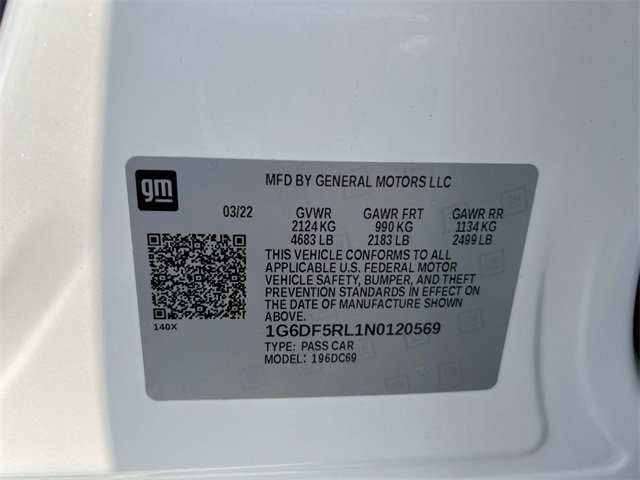 gm
MFD BY GENERAL MOTORS LLC
03/22 GVWR GAWR FRT GAWR RR
2124 KG 990 KG 1134 KG
4683 LB 2183 LB 2499 LB
THIS VEHICLE CONFORMS TO ALL
APPLICABLE U.S. FEDERAL MOTOR
VEHICLE SAFETY, BUMPER, AND THEFT
PREVENTION STANDARDS IN EFFECT ON
THE DATE OF MANUFACTURE SHOWN
ABOVE.
140X
1G6DF5RL1N0120569
TYPE: PASS CAR
MODEL: 196DC69